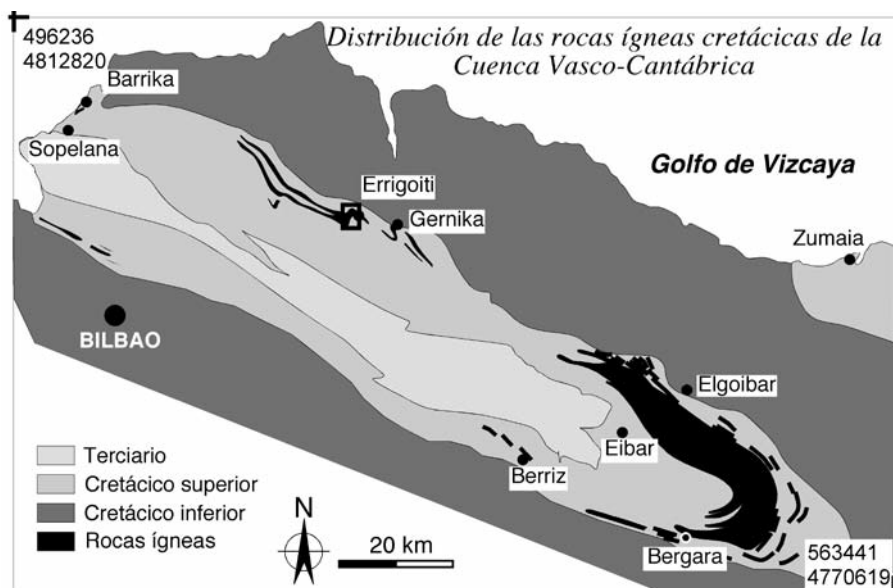 496236
4812820
Distribución de las rocas ígneas cretácicas de la
Cuenca Vasco-Cantábrica
Barrika
Sopelana
Golfo de Vizcaya
Errigoiti
Gernika
Zumaia
BILBAO
Elgoibar
Eibar
Berriz
Bergara
Terciario
Cretácico superior
Cretácico inferior
Rocas ígneas
N
20 km
563441
4770619